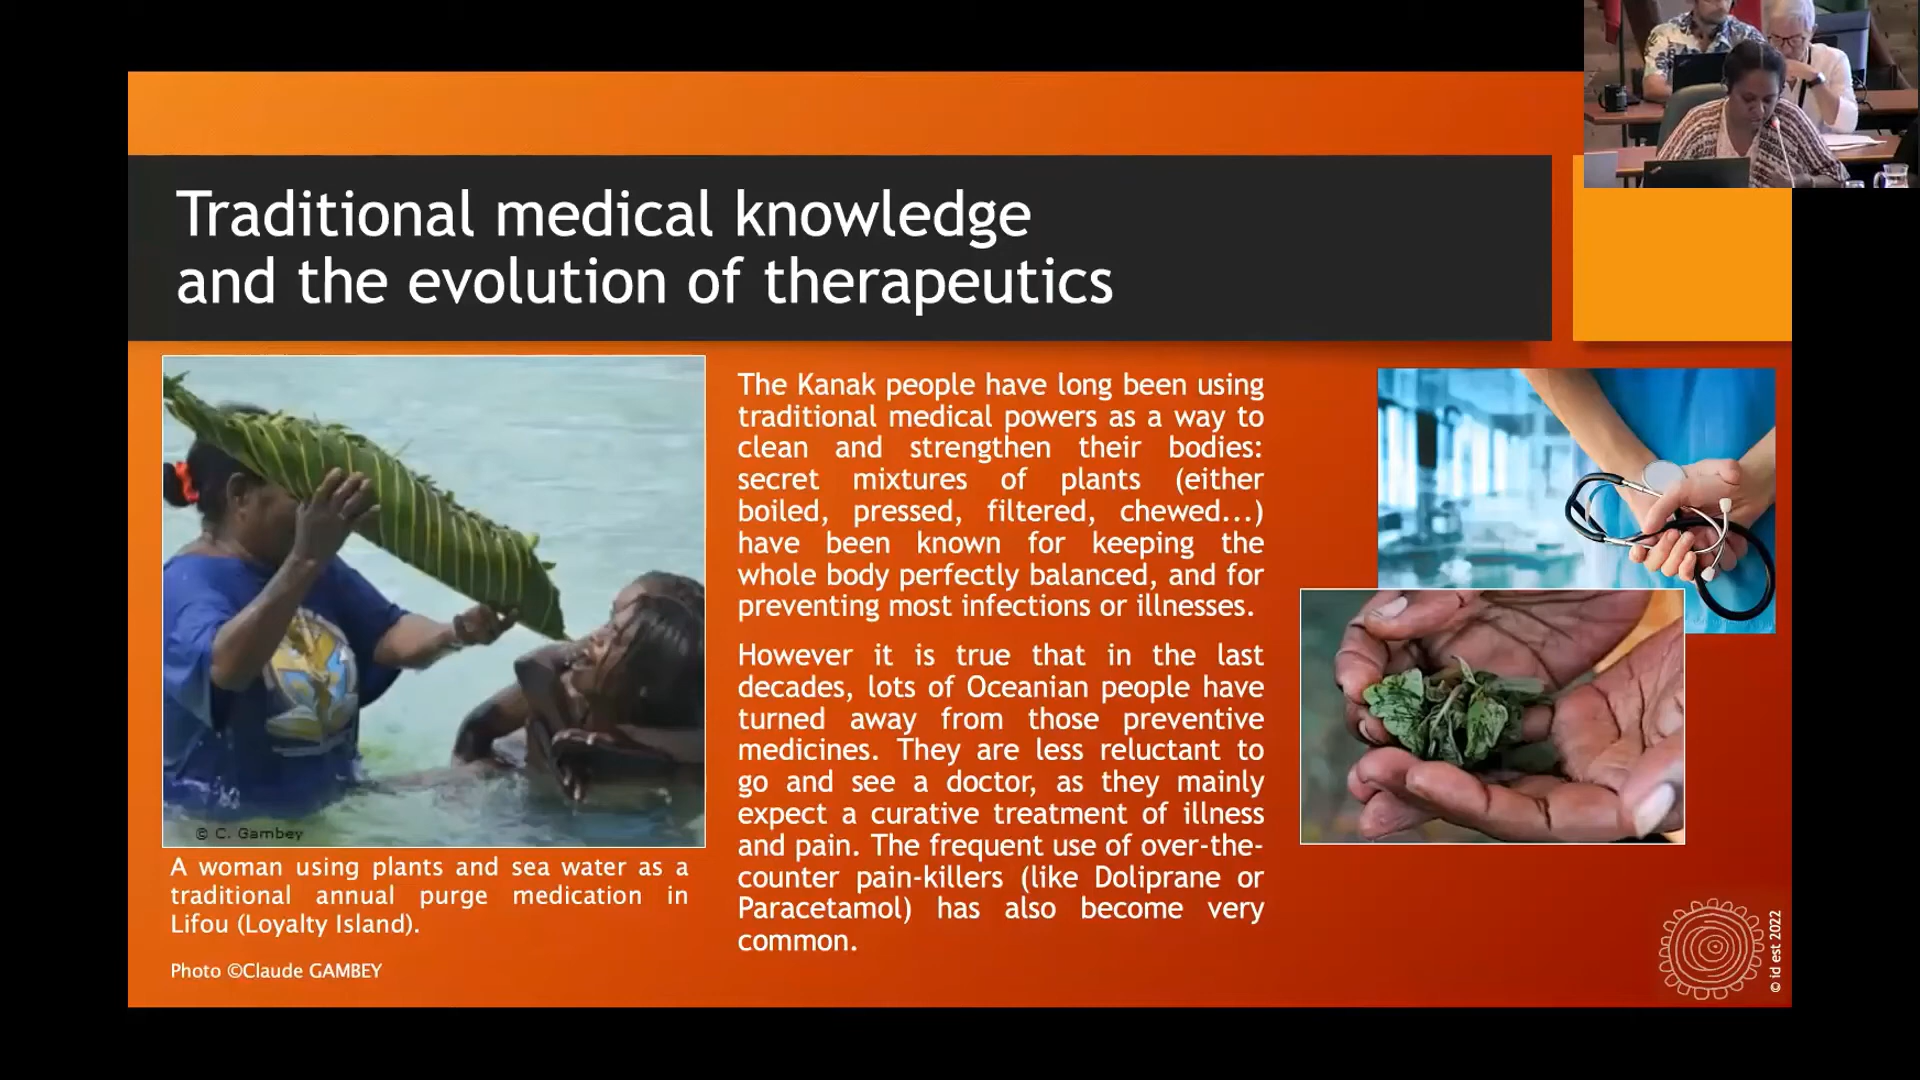 Traditional medical knowledge
and the evolution of therapeutics
© C. Gambey
A woman using plants and sea water as a
traditional annual purge medication in
Lifou (Loyalty Island).
Photo ©Claude GAMBEY
The Kanak people have long been using
traditional medical powers as a way to
clean and strengthen their bodies:
secret mixtures of plants (either
boiled, pressed, filtered, chewed...)
have been known for keeping the
whole body perfectly balanced, and for
preventing most infections or illnesses.
However it is true that in the last
decades, lots of Oceanian people have
turned away from those preventive
medicines. They are less reluctant to
go and see a doctor, as they mainly
expect a curative treatment of illness
and pain. The frequent use of over-the-
counter pain-killers (like Doliprane or
Paracetamol) has also become very
common.
© id est 2022